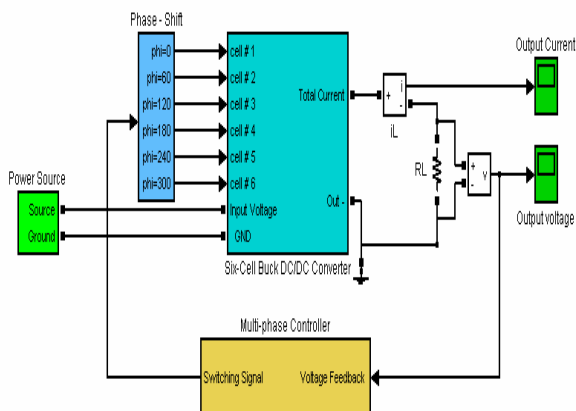 Phase - Shift
phi=0
phi=60
phi=120
phi=180
phi=240
phi=300
cell # 1
cell # 2
cell # 3
cell # 4
cell # 5
cell # 6
Input Voltage
GND
Total Current
Out -
Six-Cell Buck DC/DC Converter
Power Source
Source
Ground
+
-
i
iL
RL
+
-
v
Output Current
Output voltage
Multi-phase Controller
Switching Signal
Voltage Feedback